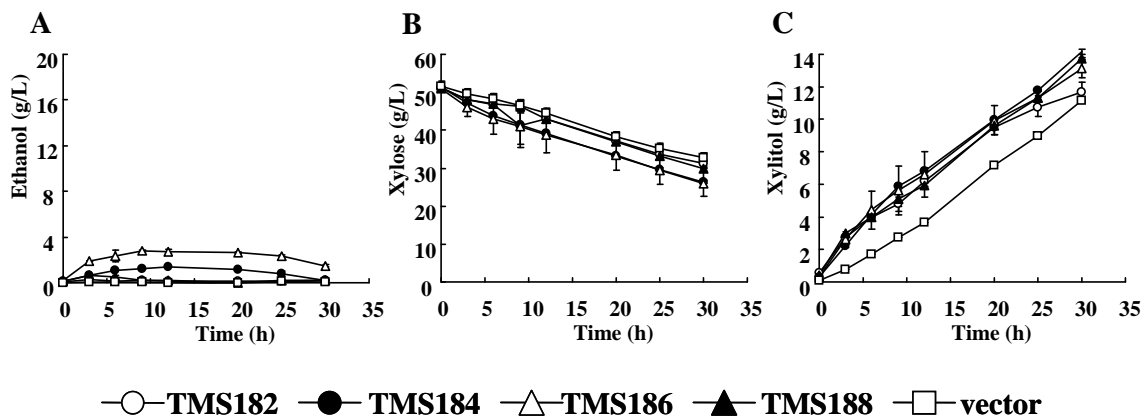 A
B
C
Ethanol (g/L)
20
16
12
8
4
0
0 5 10 15 20 25 30 35
Time (h)
Xylose (g/L)
60
50
40
30
20
10
0
0 5 10 15 20 25 30 35
Time (h)
Xylitol (g/L)
14
12
10
8
6
4
2
0
0 5 10 15 20 25 30 35
Time (h)
TMS182 TMS184 TMS186 TMS188 vector